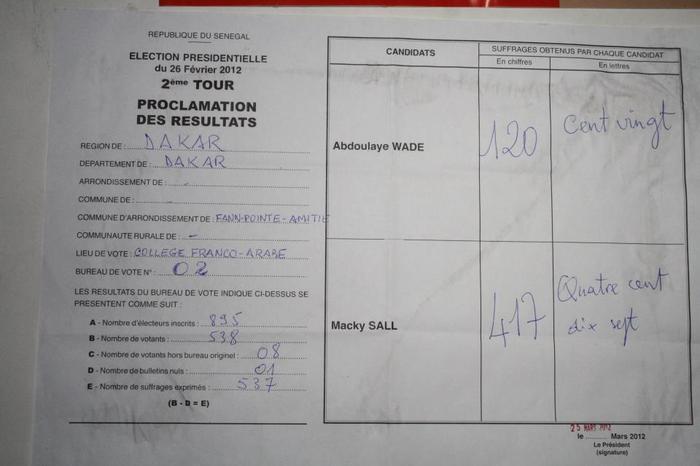 REPUBLIQUE DU SENEGAL
ELECTION PRESIDENTIELLE
du 26 Février 2012
2ème TOUR
PROCLAMATION
DES RESULTATS
REGION DE : DAKAR
DEPARTEMENT DE : DAKAR
ARRONDISSEMENT DE : -
COMMUNE DE : -
COMMUNE D'ARRONDISSEMENT DE : FANN-POINTE-AMITIE
COMMUNAUTE RURALE DE : -
LIEU DE VOTE : COLLEGE FRANCO-ARABE
BUREAU DE VOTE N° : 02
LES RESULTATS DU BUREAU DE VOTE INDIQUE CI-DESSUS SE
PRESENTENT COMME SUIT :
A - Nombre d'électeurs inscrits : 895
B - Nombre de votants : 538
C - Nombre de votants hors bureau originel : 08
D - Nombre de bulletins nuls : 01
E - Nombre de suffrages exprimés : 537
(B - D = E)
CANDIDATS
SUFFRAGES OBTENUS PAR CHAQUE CANDIDAT
En chiffres
En lettres
Abdoulaye WADE
120
Cent vingt
Macky SALL
417
Quatre cent
dix sept
25 MARS 2012
le ........ Mars 2012
Le Président
(signature)